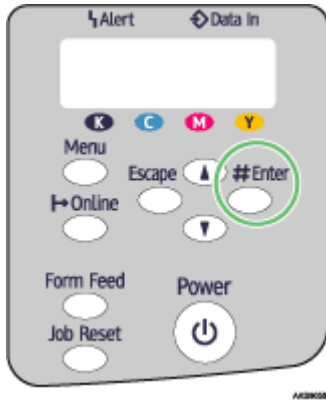 Alert Data In
K C M Y
Menu
Escape #Enter
Online
Form Feed
Power
Job Reset